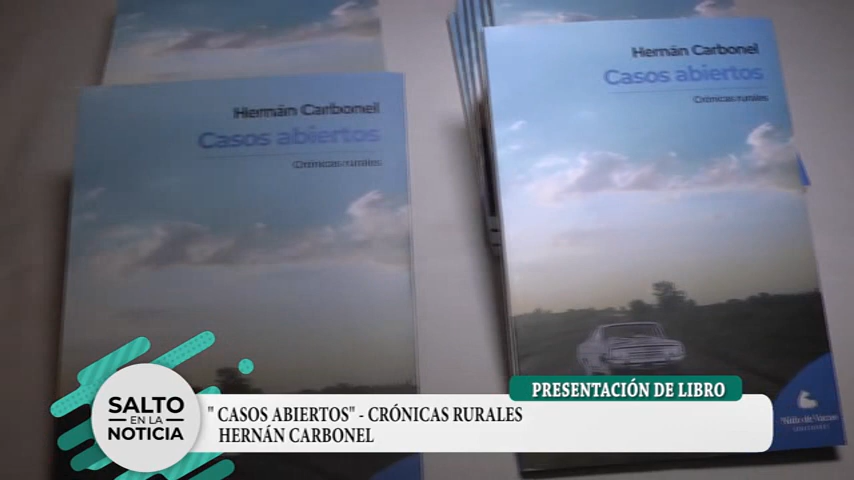 Hernán Carbonel
Casos abiertos
Crónicas rurales
Hernán Carbonel
Casos abiertos
Crónicas rurales
PRESENTACIÓN DE LIBRO
SALTO
EN LA
NOTICIA
" CASOS ABIERTOS" - CRÓNICAS RURALES
HERNÁN CARBONEL